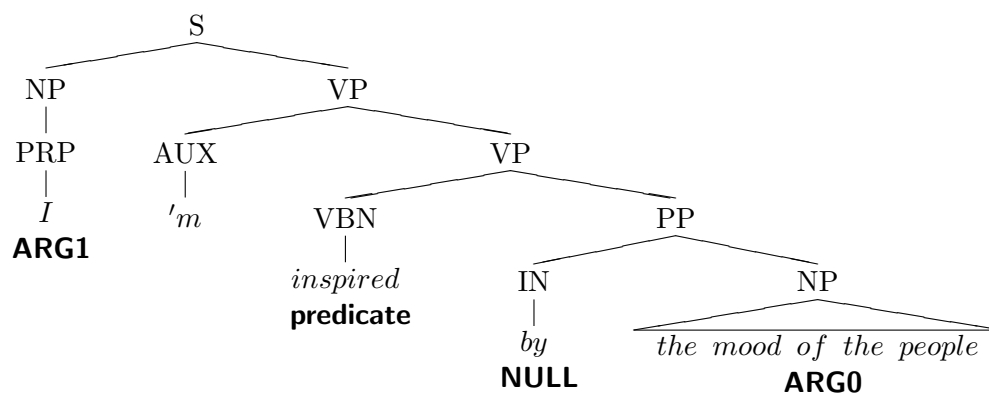 S
NP VP
PRP AUX VP
I 'm VBN PP
ARG1
inspired IN NP
predicate
by the mood of the people
NULL ARG0